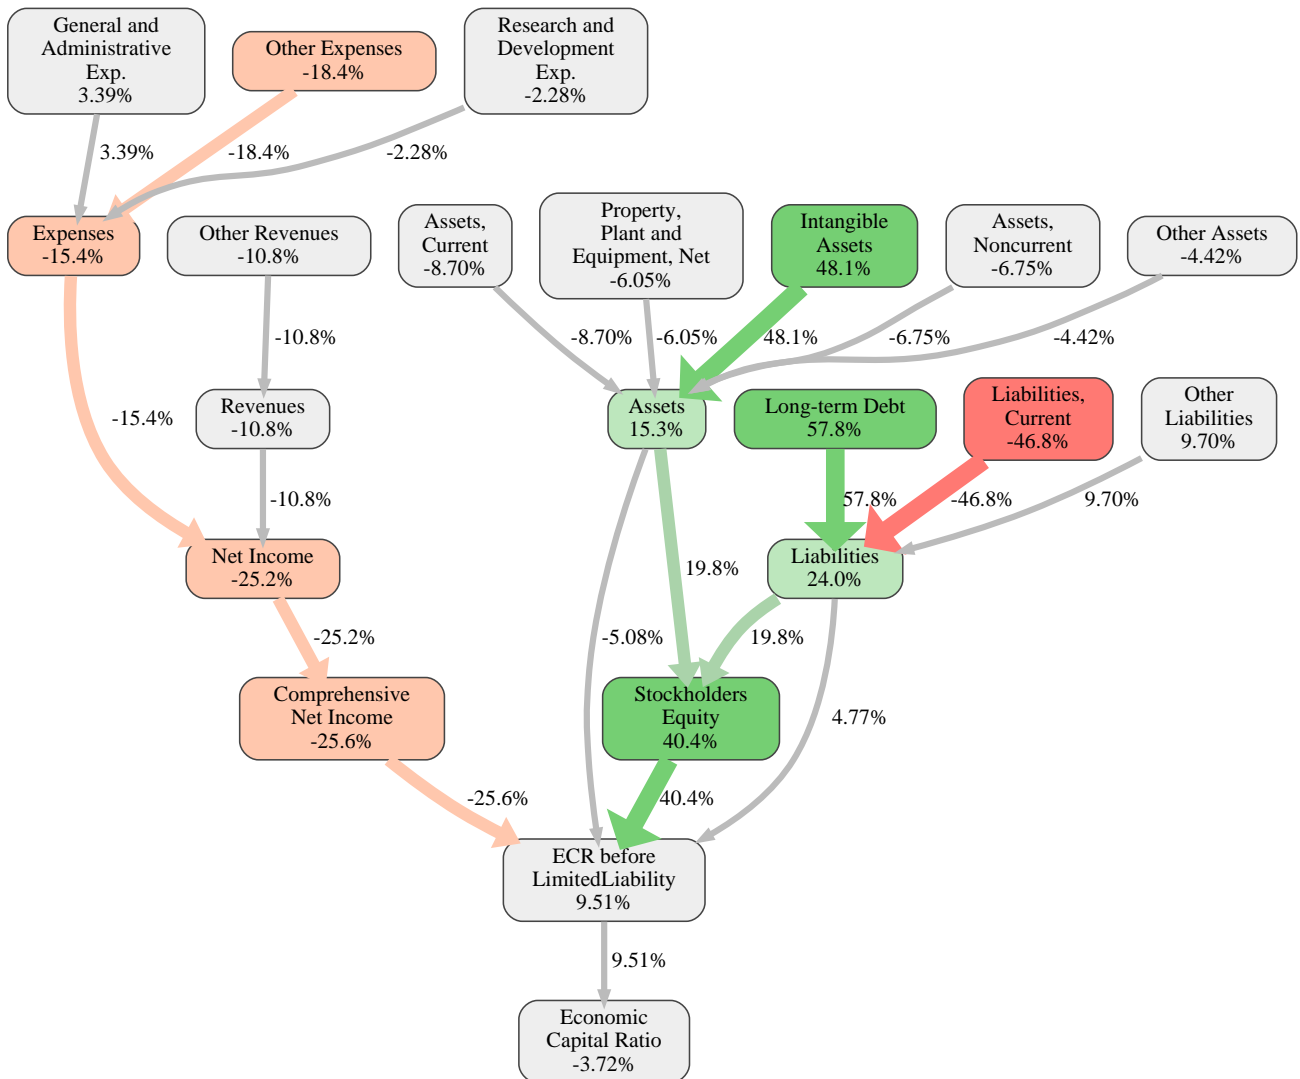 General and
Administrative
Exp.
3.39%
Other Expenses
-18.4%
Research and
Development
Exp.
-2.28%
3.39%
-18.4%
-2.28%
Expenses
-15.4%
Other Revenues
-10.8%
Assets,
Current
-8.70%
Property,
Plant and
Equipment, Net
-6.05%
Intangible
Assets
48.1%
Assets,
Noncurrent
-6.75%
Other Assets
-4.42%
-10.8%
-8.70%
-6.05%
48.1%
-6.75%
-4.42%
-15.4%
Revenues
-10.8%
Assets
15.3%
Long-term Debt
57.8%
Liabilities,
Current
-46.8%
Other
Liabilities
9.70%
-10.8%
57.8%
-46.8%
9.70%
Net Income
-25.2%
19.8%
Liabilities
24.0%
-25.2%
-5.08%
19.8%
Comprehensive
Net Income
-25.6%
Stockholders
Equity
40.4%
4.77%
-25.6%
40.4%
ECR before
LimitedLiability
9.51%
9.51%
Economic
Capital Ratio
-3.72%